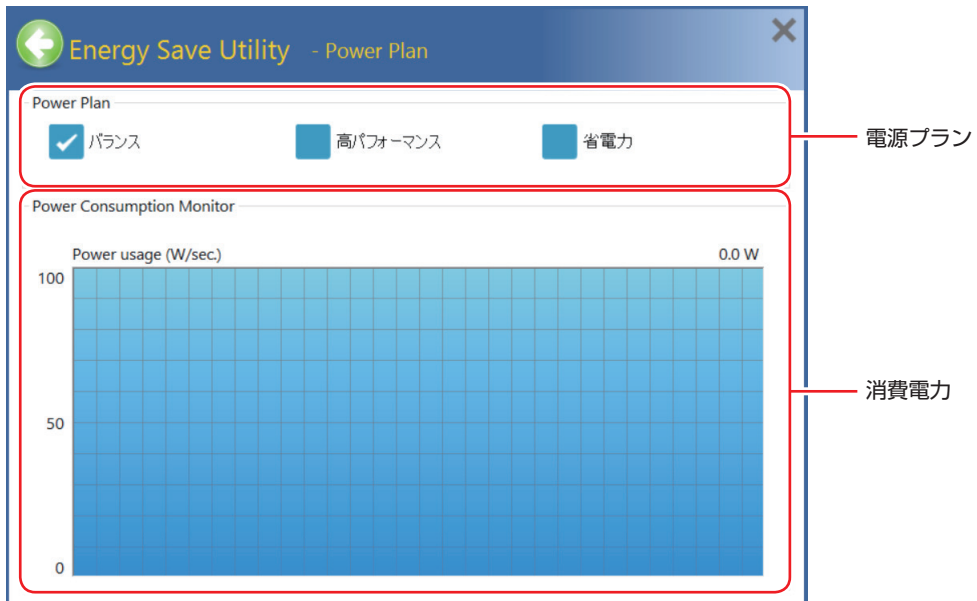 Energy Save Utility - Power Plan
Power Plan
バランス 高パフォーマンス 省電力
電源プラン
Power Consumption Monitor
Power usage (W/sec.) 0.0 W
100
50
0
消費電力